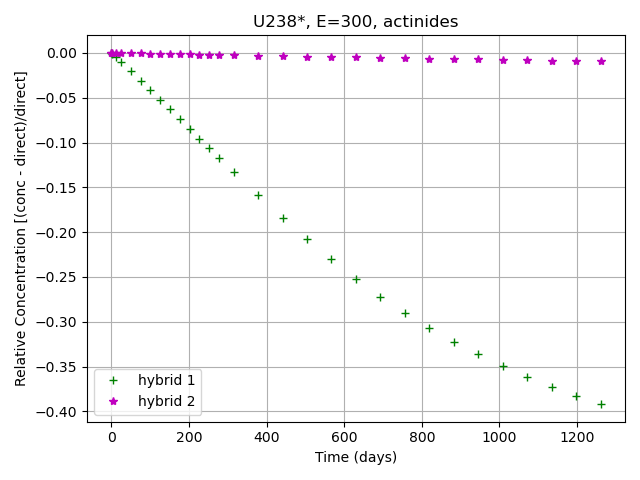 U238*, E=300, actinides
Relative Concentration [(conc - direct)/direct]
0.00
−0.05
−0.10
−0.15
−0.20
−0.25
−0.30
−0.35
−0.40
hybrid 1
hybrid 2
0 200 400 600 800 1000 1200
Time (days)